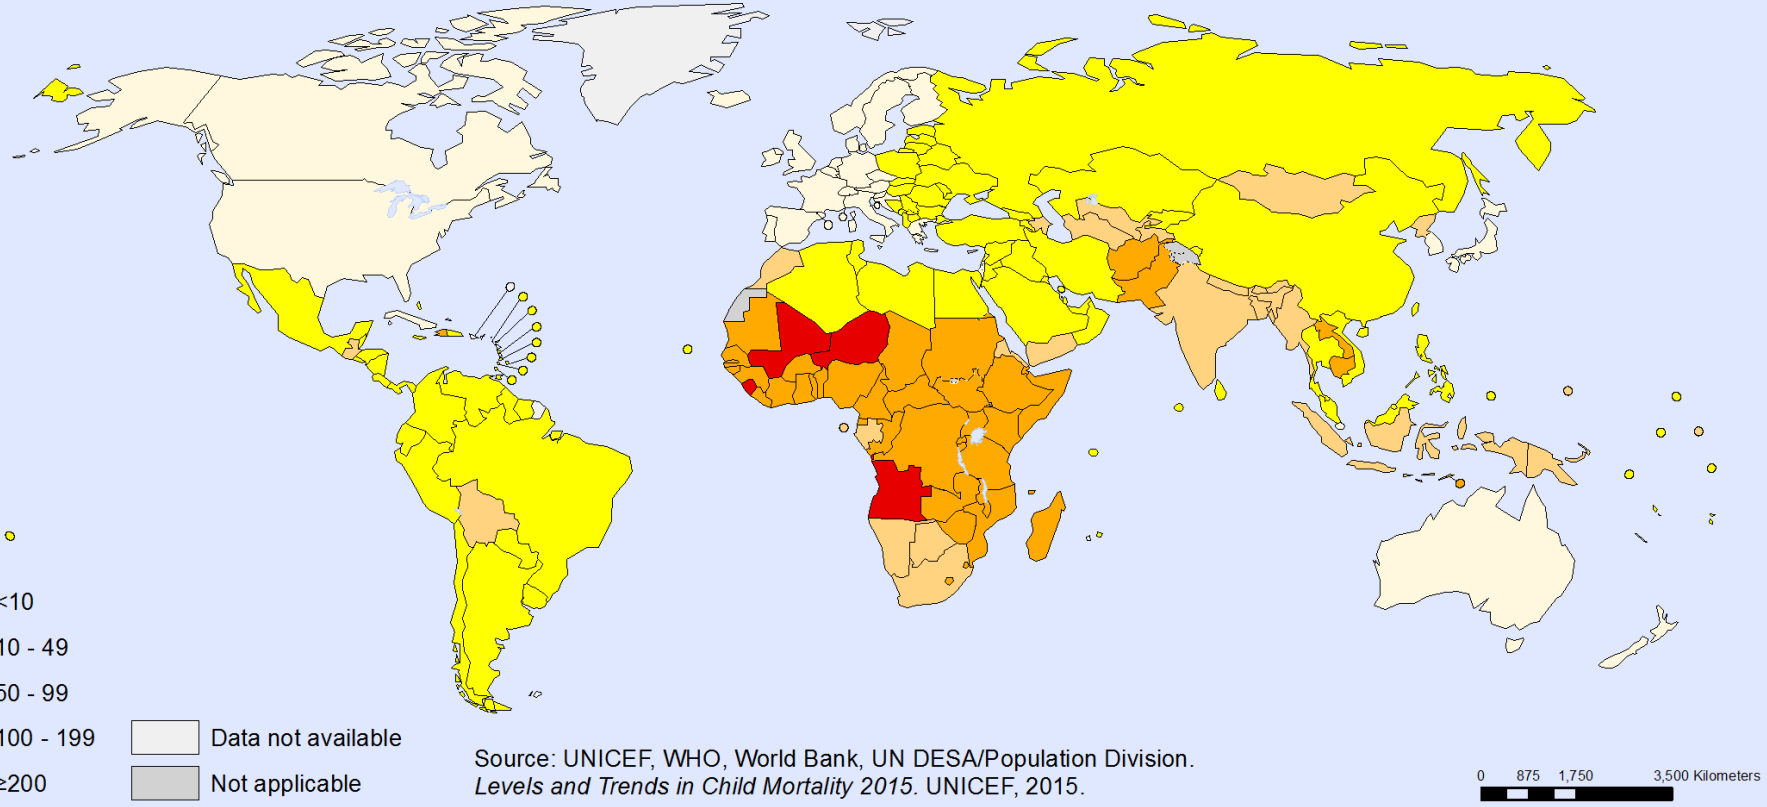 <10
10 - 49
50 - 99
100 - 199
≥200
Data not available
Not applicable
Source: UNICEF, WHO, World Bank, UN DESA/Population Division.
Levels and Trends in Child Mortality 2015. UNICEF, 2015.
0 875 1,750 3,500 Kilometers